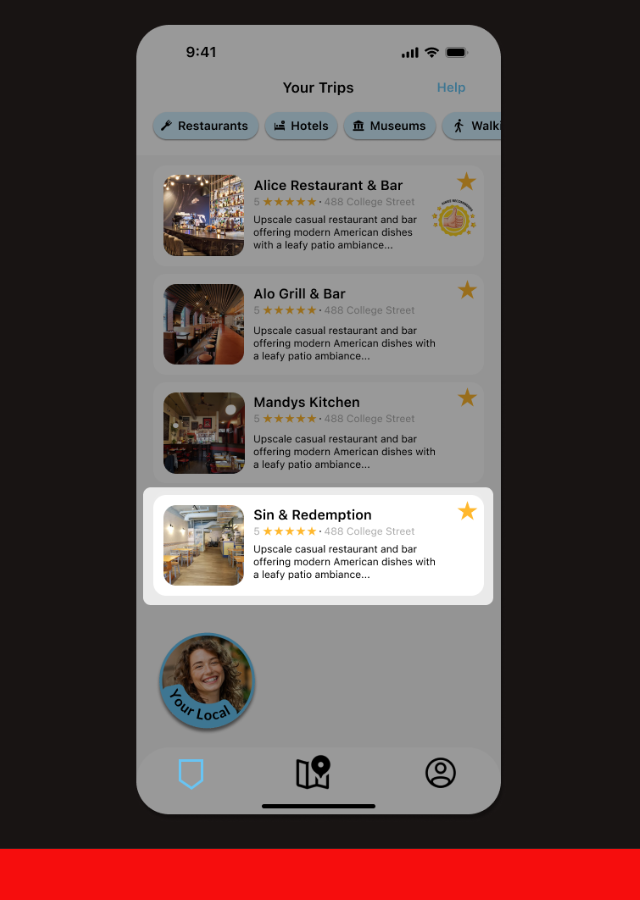 9:41
Your Trips
Help
Restaurants
Hotels
Museums
Walki
Alice Restaurant & Bar
5 ★★★★★ · 488 College Street
Upscale casual restaurant and bar
offering modern American dishes
with a leafy patio ambiance...
Alo Grill & Bar
5 ★★★★★ · 488 College Street
Upscale casual restaurant and bar
offering modern American dishes with
a leafy patio ambiance...
Mandys Kitchen
5 ★★★★★ · 488 College Street
Upscale casual restaurant and bar
offering modern American dishes with
a leafy patio ambiance...
Sin & Redemption
5 ★★★★★ · 488 College Street
Upscale casual restaurant and bar
offering modern American dishes with
a leafy patio ambiance...
Your Local